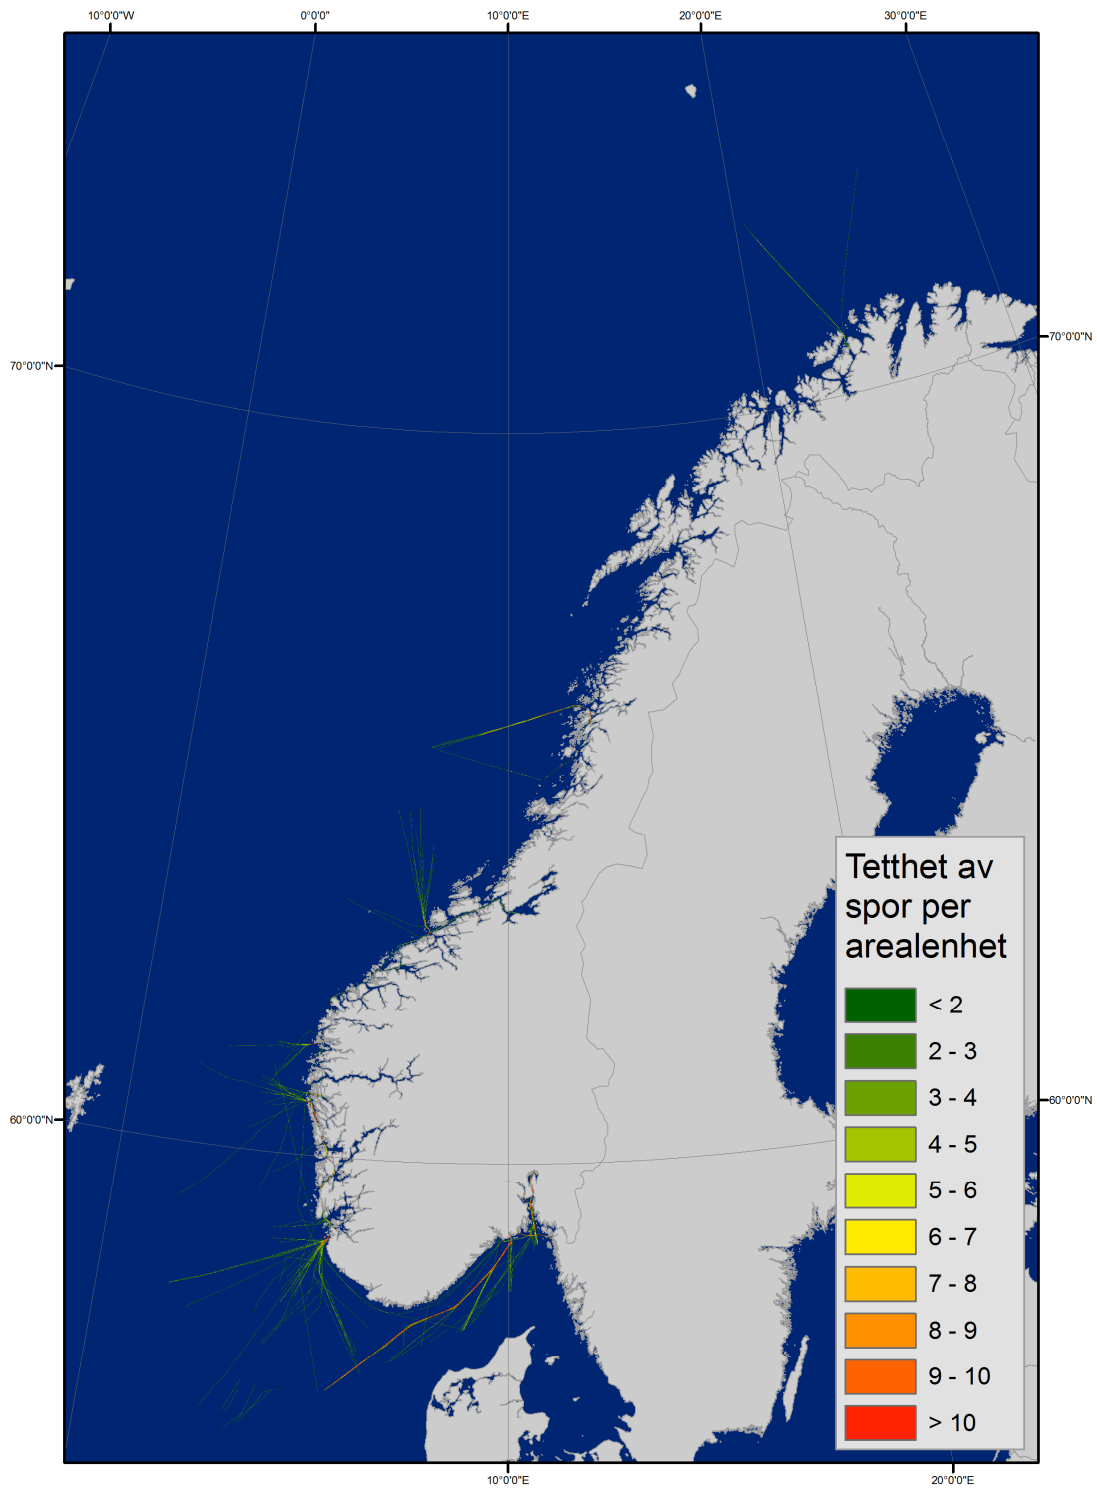 10°0'0"W 0°0'0" 10°0'0"E 20°0'0"E 30°0'0"E
70°0'0"N 70°0'0"N
60°0'0"N 60°0'0"N
Tetthet av
spor per
arealenhet
< 2
2 - 3
3 - 4
4 - 5
5 - 6
6 - 7
7 - 8
8 - 9
9 - 10
> 10
10°0'0"E 20°0'0"E